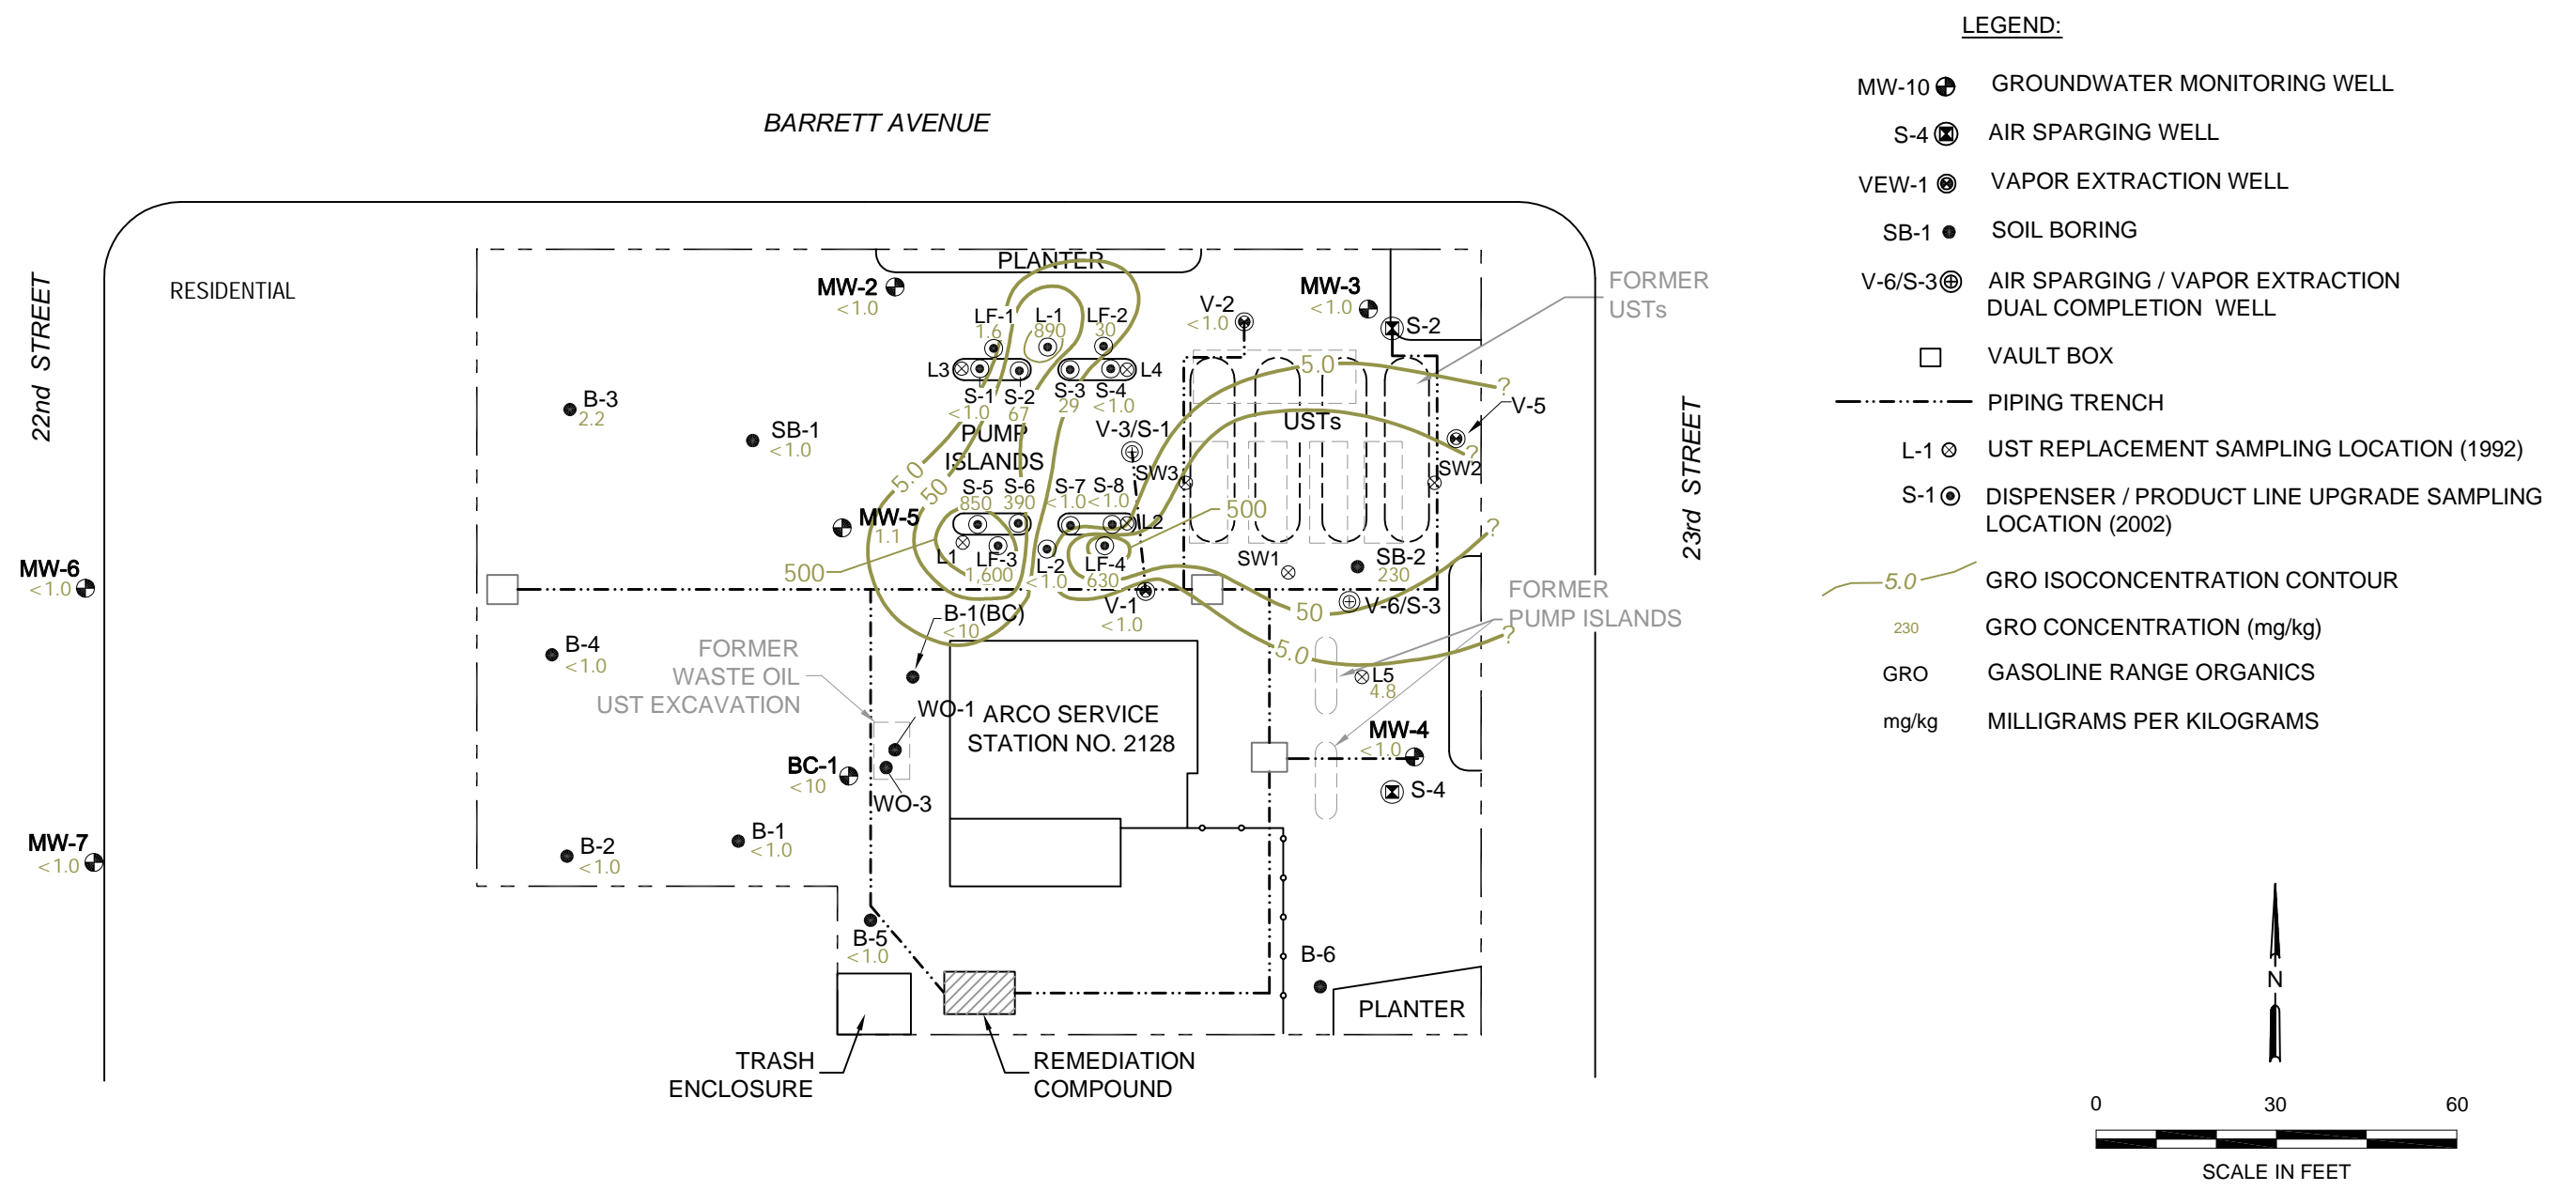 LEGEND:
MW-10 GROUNDWATER MONITORING WELL
S-4 AIR SPARGING WELL
VEW-1 VAPOR EXTRACTION WELL
SB-1 SOIL BORING
V-6/S-3 AIR SPARGING / VAPOR EXTRACTION
DUAL COMPLETION WELL
VAULT BOX
PIPING TRENCH
L-1 UST REPLACEMENT SAMPLING LOCATION (1992)
S-1 DISPENSER / PRODUCT LINE UPGRADE SAMPLING
LOCATION (2002)
5.0 GRO ISOCONCENTRATION CONTOUR
230 GRO CONCENTRATION (mg/kg)
GRO GASOLINE RANGE ORGANICS
mg/kg MILLIGRAMS PER KILOGRAMS
N
0 30 60
SCALE IN FEET
BARRETT AVENUE
22nd STREET
23rd STREET
RESIDENTIAL
PLANTER
MW-2
<1.0
MW-3
<1.0
FORMER
USTs
V-2
<1.0
S-2
LF-1
1.6
L-1
890
LF-2
30
L3
L4
S-1
<1.0
S-2
67
S-3
29
S-4
<1.0
PUMP
ISLANDS
V-3/S-1
5.0
?
V-5
USTs
?
SW3
SW2
B-3
2.2
SB-1
<1.0
5.0
50
S-5
850
S-6
390
S-7
<1.0
S-8
<1.0
500
?
MW-5
1.1
L2
L1
LF-3
1,600
L-2
<1.0
LF-4
630
SW1
SB-2
230
500
MW-6
<1.0
V-1
<1.0
50
V-6/S-3
FORMER
PUMP ISLANDS
?
5.0
B-1(BC)
<10
B-4
<1.0
FORMER
WASTE OIL
UST EXCAVATION
L5
4.8
WO-1
ARCO SERVICE
STATION NO. 2128
MW-4
<1.0
BC-1
<10
WO-3
S-4
MW-7
<1.0
B-2
<1.0
B-1
<1.0
B-5
<1.0
B-6
PLANTER
TRASH
ENCLOSURE
REMEDIATION
COMPOUND